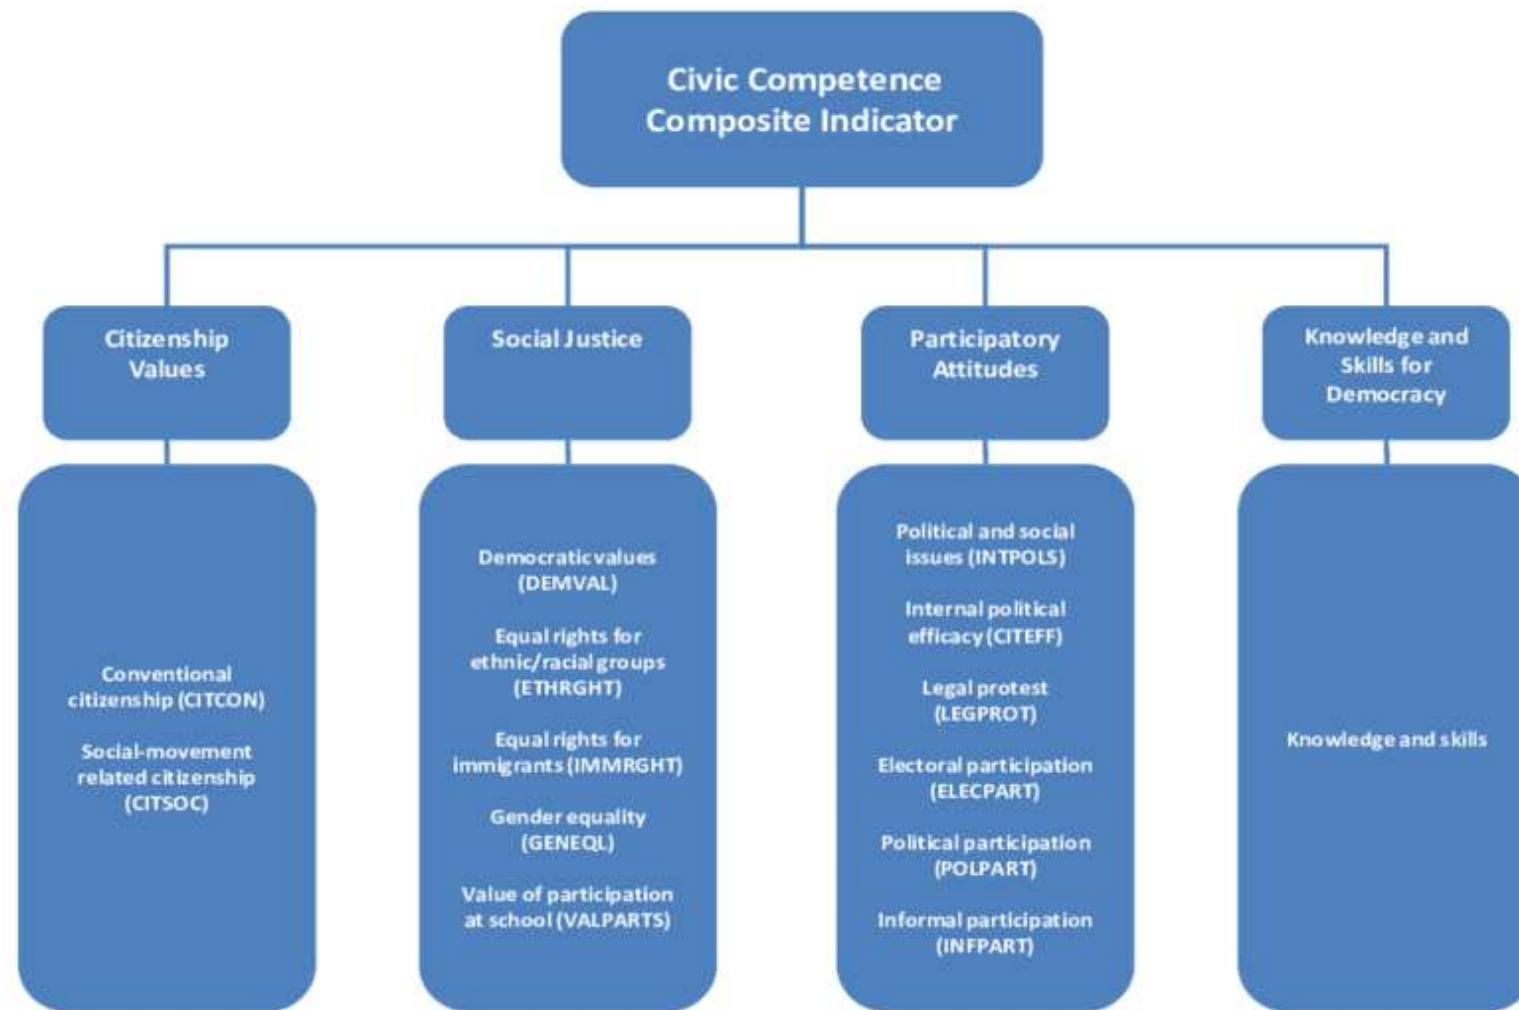 Civic Competence
Composite Indicator
Citizenship
Values
Social Justice
Participatory
Attitudes
Knowledge and
Skills for
Democracy
Conventional
citizenship (CITCON)
Social-movement
related citizenship
(CITSOC)
Democratic values
(DEMVAL)
Equal rights for
ethnic/racial groups
(ETHRGHT)
Equal rights for
immigrants (IMMRGHT)
Gender equality
(GENEQL)
Value of participation
at school (VALPARTS)
Political and social
issues (INTPOLS)
Internal political
efficacy (CITEFF)
Legal protest
(LEGPROT)
Electoral participation
(ELECPART)
Political participation
(POLPART)
Informal participation
(INFPART)
Knowledge and skills